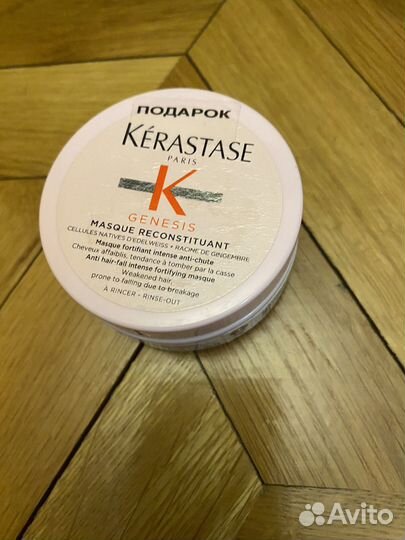 ПОДАРОК
KÉRASTASE
PARIS
K
GENESIS
MASQUE RECONSTITUANT
CELLULES NATIVES D'EDELWEISS + RACINE DE GINGEMBRE
Masque fortifiant intense anti-chute
Cheveux affaiblis, tendance à tomber par la casse
Anti hair-fall intense fortifying masque
Weakened hair,
prone to falling due to breakage
À RINCER - RINSE-OUT
Avito